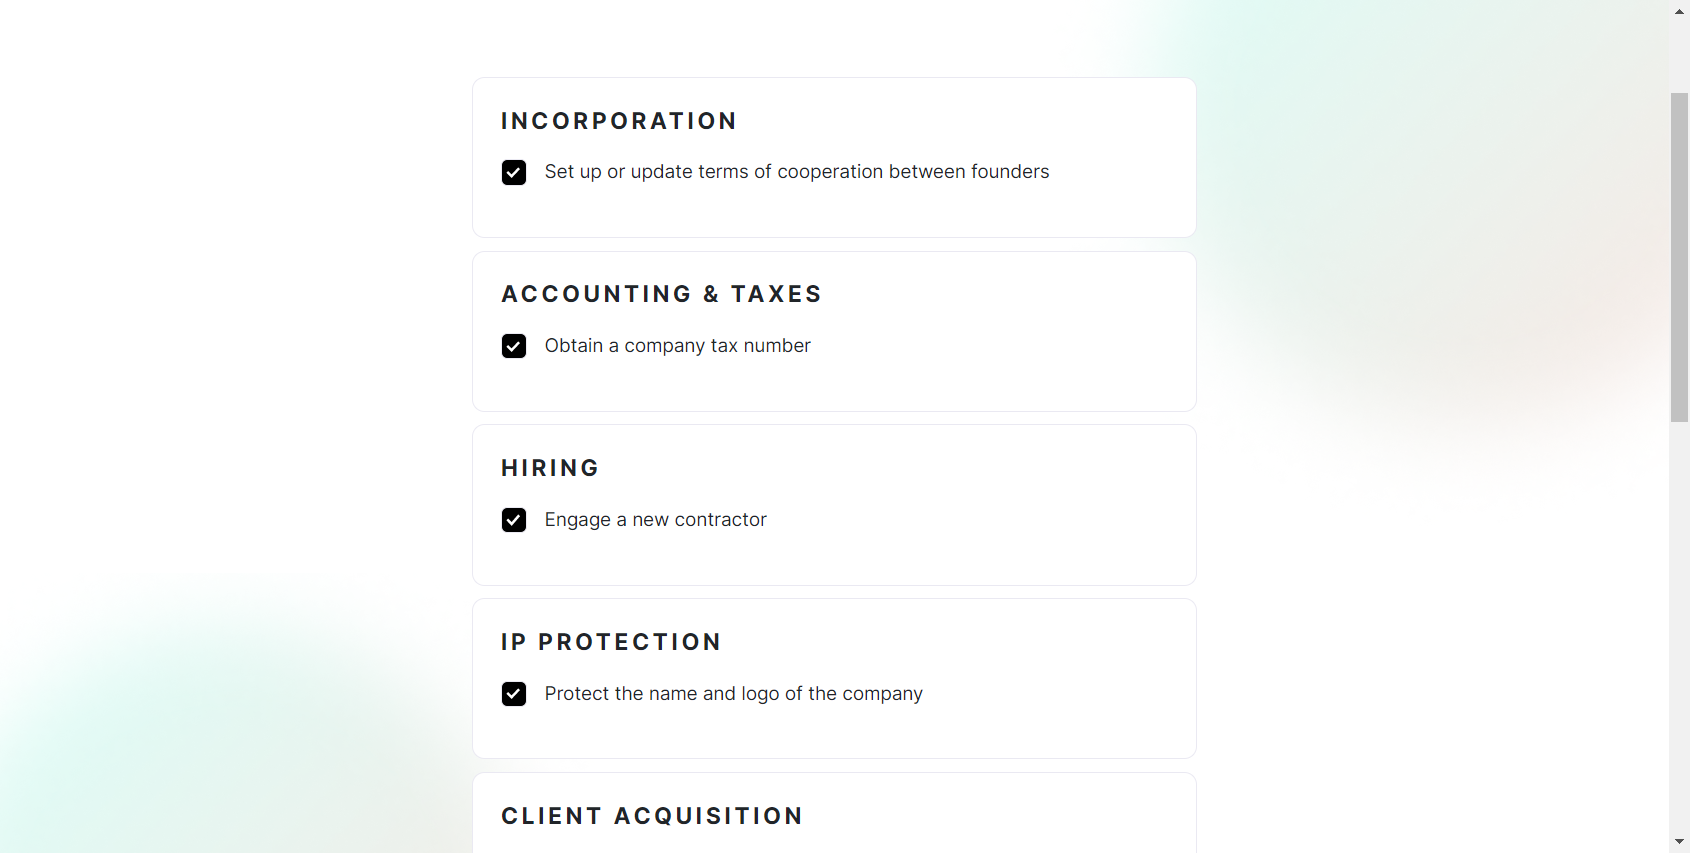 INCORPORATION
Set up or update terms of cooperation between founders
ACCOUNTING & TAXES
Obtain a company tax number
HIRING
Engage a new contractor
IP PROTECTION
Protect the name and logo of the company
CLIENT ACQUISITION